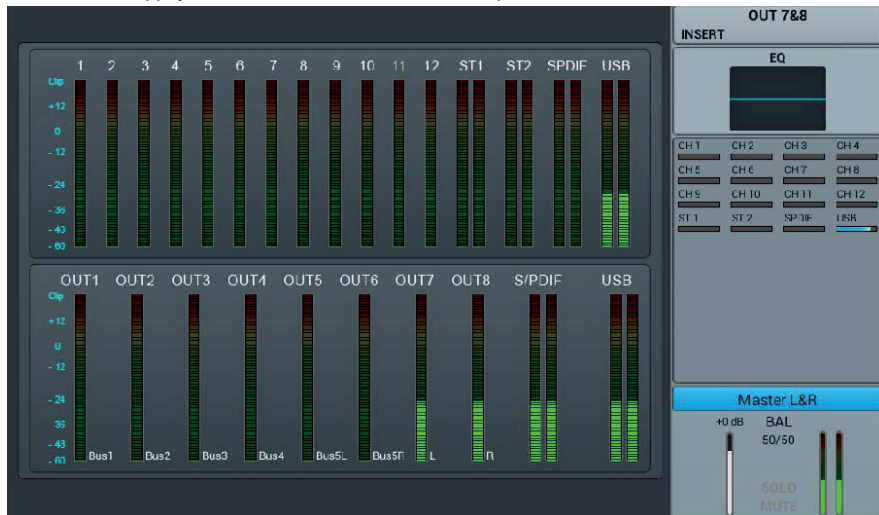 OUT 7&8
INSERT
EQ
1 2 3 4 5 6 7 8 9 10 11 12 ST1 ST2 SPDIF USB
Clip
+12
0
-12
-24
-36
-43
-60
CH 1 CH 2 CH 3 CH 4
CH 5 CH 6 CH 7 CH 8
CH 9 CH 10 CH 11 CH 12
ST 1 ST 2 SPDIF USB
OUT1 OUT2 OUT3 OUT4 OUT5 OUT6 OUT7 OUT8 S/PDIF USB
Clip
+12
0
-12
-24
36
-43
-60
Bus1 Bus2 Bus3 Bus4 Bus5L Bus5R L R
Master L&R
+0 dB BAL
50/50
SOLO
MUTE